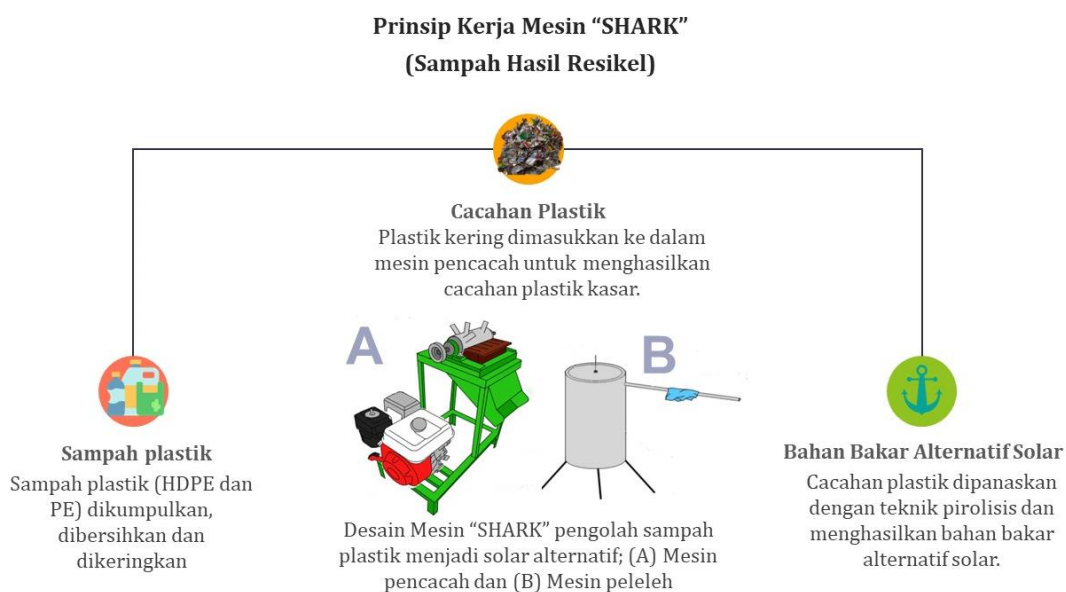 Prinsip Kerja Mesin “SHARK”
(Sampah Hasil Resikel)
Cacahan Plastik
Plastik kering dimasukkan ke dalam
mesin pencacah untuk menghasilkan
cacahan plastik kasar.
A
B
Sampah plastik
Sampah plastik (HDPE dan
PE) dikumpulkan,
dibersihkan dan
dikeringkan
Desain Mesin “SHARK” pengolah sampah
plastik menjadi solar alternatif; (A) Mesin
pencacah dan (B) Mesin peleleh
Bahan Bakar Alternatif Solar
Cacahan plastik dipanaskan
dengan teknik pirolisis dan
menghasilkan bahan bakar
alternatif solar.